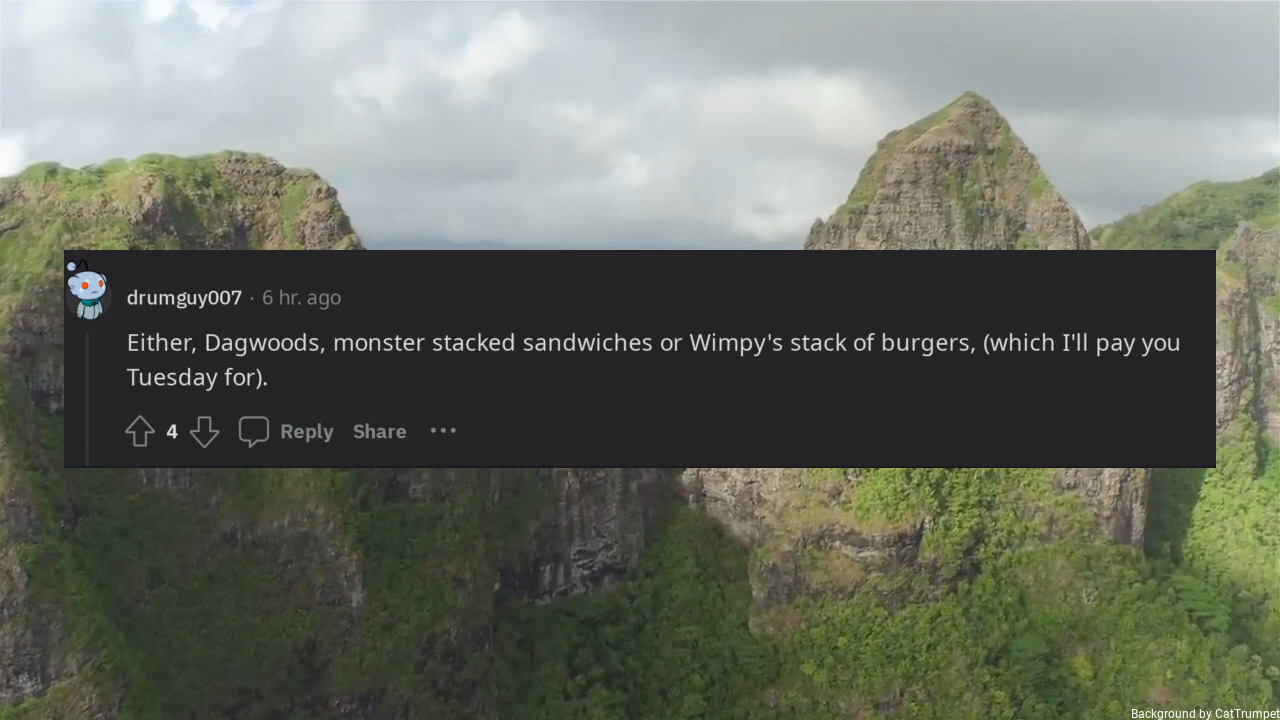 drumguy007 · 6 hr. ago
Either, Dagwoods, monster stacked sandwiches or Wimpy's stack of burgers, (which I'll pay you
Tuesday for).
4 Reply Share •••
Background by CatTrumpet